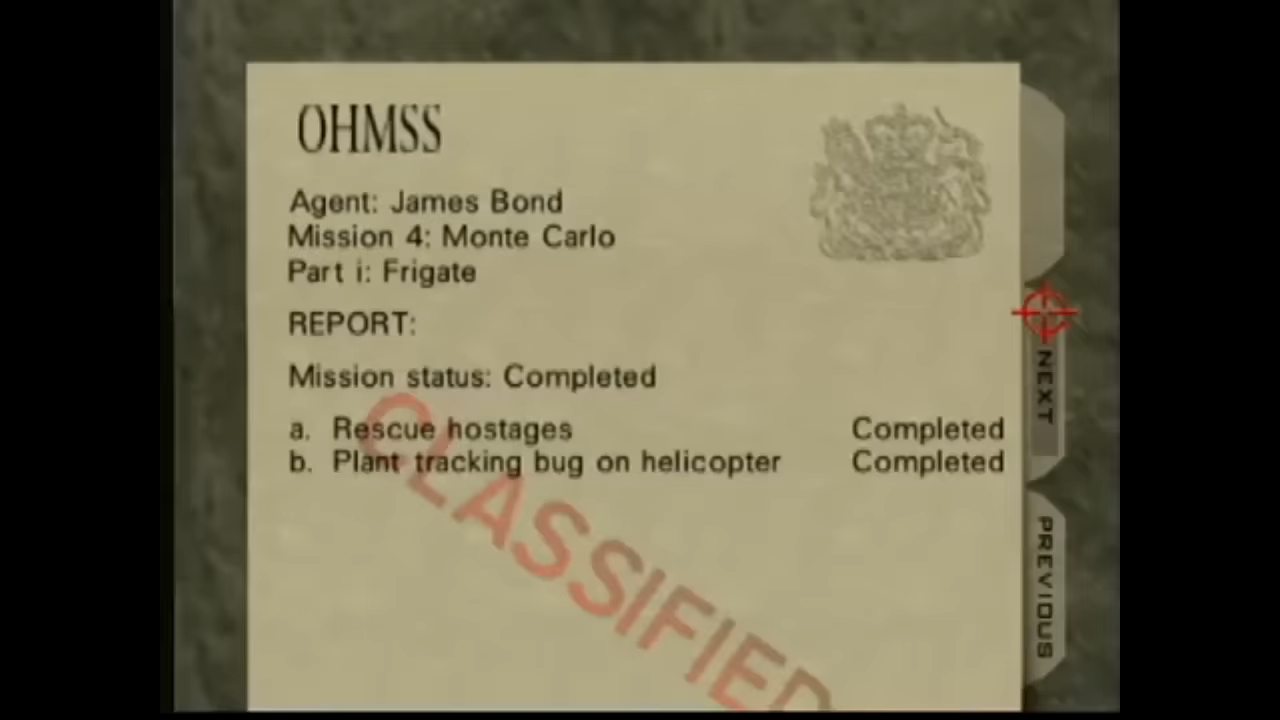 OHMSS
Agent: James Bond
Mission 4: Monte Carlo
Part i: Frigate
REPORT:
Mission status: Completed
a. Rescue hostages Completed
b. Plant tracking bug on helicopter Completed
CLASSIFIED
NEXT
PREVIOUS